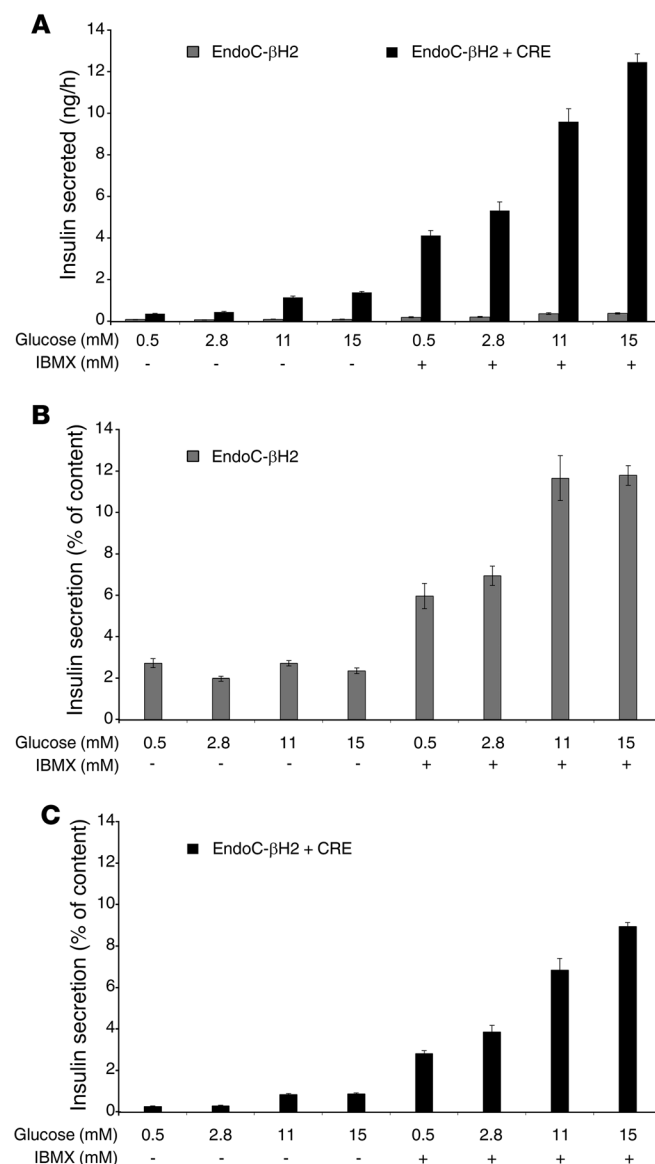 A
EndoC-βH2 EndoC-βH2 + CRE
Insulin secreted (ng/h)
14
12
10
8
6
4
2
0
Glucose (mM) 0.5 2.8 11 15 0.5 2.8 11 15
IBMX (mM) - - - - + + + +
B
EndoC-βH2
Insulin secretion (% of content)
14
12
10
8
6
4
2
0
Glucose (mM) 0.5 2.8 11 15 0.5 2.8 11 15
IBMX (mM) - - - - + + + +
C
EndoC-βH2 + CRE
Insulin secretion (% of content)
14
12
10
8
6
4
2
0
Glucose (mM) 0.5 2.8 11 15 0.5 2.8 11 15
IBMX (mM) - - - - + + + +